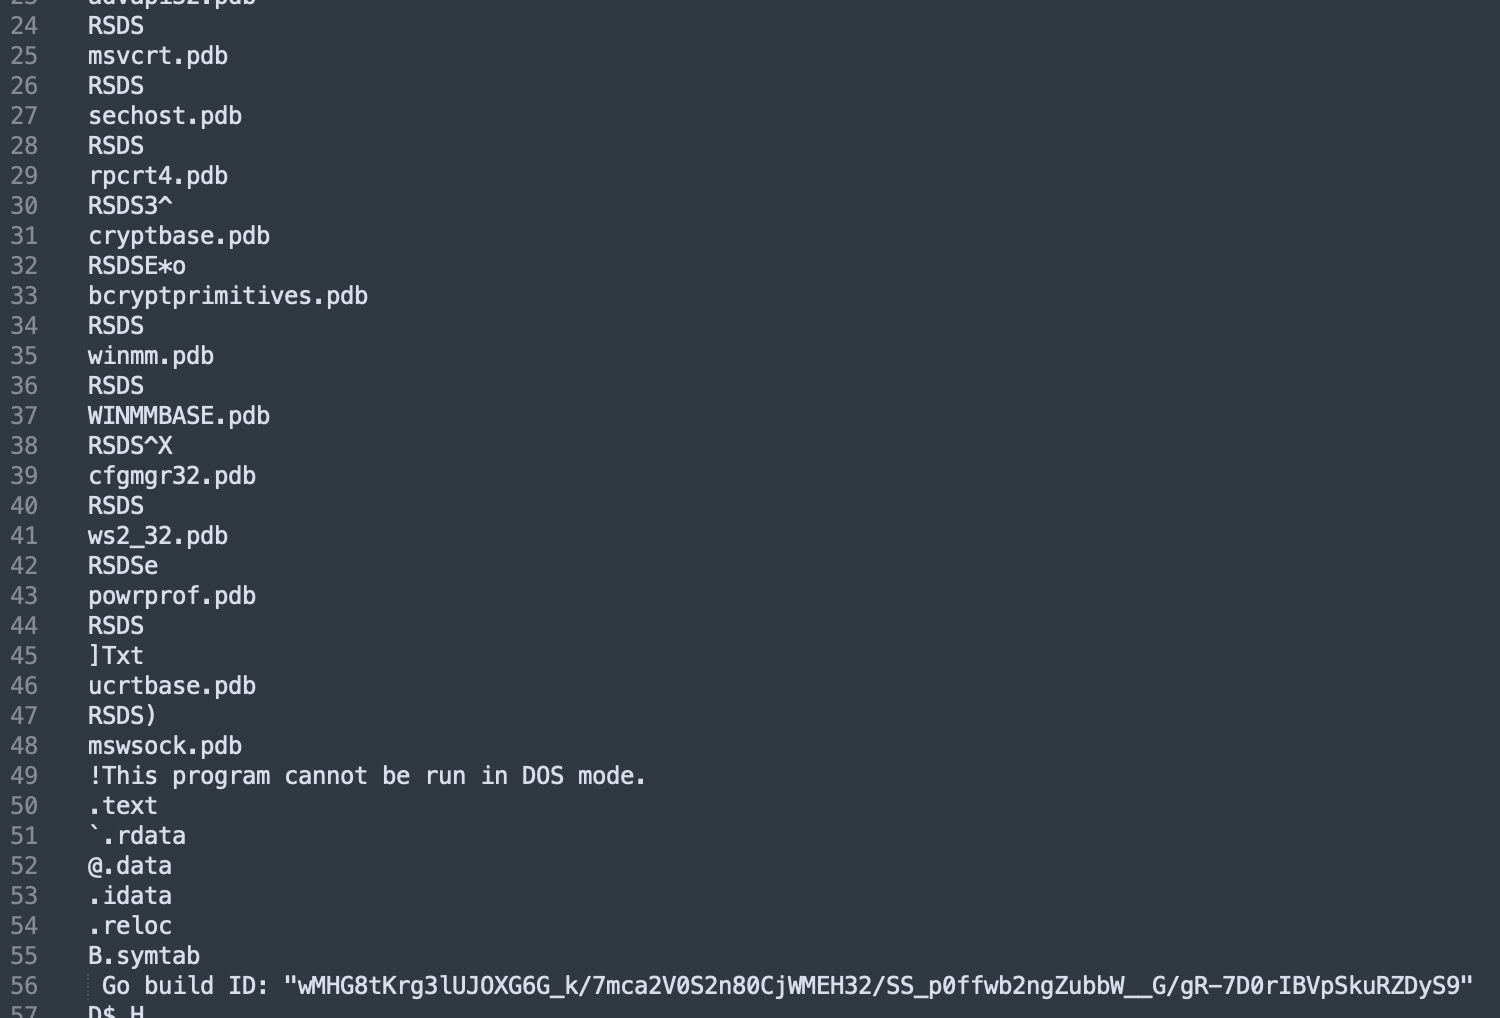 23 advapi32.pdb
24 RSDS
25 msvcrt.pdb
26 RSDS
27 sechost.pdb
28 RSDS
29 rpcrt4.pdb
30 RSDS3^
31 cryptbase.pdb
32 RSDSE*o
33 bcryptprimitives.pdb
34 RSDS
35 winmm.pdb
36 RSDS
37 WINMMBASE.pdb
38 RSDS^X
39 cfgmgr32.pdb
40 RSDS
41 ws2_32.pdb
42 RSDSe
43 powrprof.pdb
44 RSDS
45 ]Txt
46 ucrtbase.pdb
47 RSDS)
48 mswsock.pdb
49 !This program cannot be run in DOS mode.
50 .text
51 `.rdata
52 @.data
53 .idata
54 .reloc
55 B.symtab
56 Go build ID: "wMHG8tKrg3lUJOXG6G_k/7mca2V0S2n80CjWMEH32/SS_p0ffwb2ngZubbW__G/gR-7D0rIBVpSkuRZDyS9"
57 D$ H